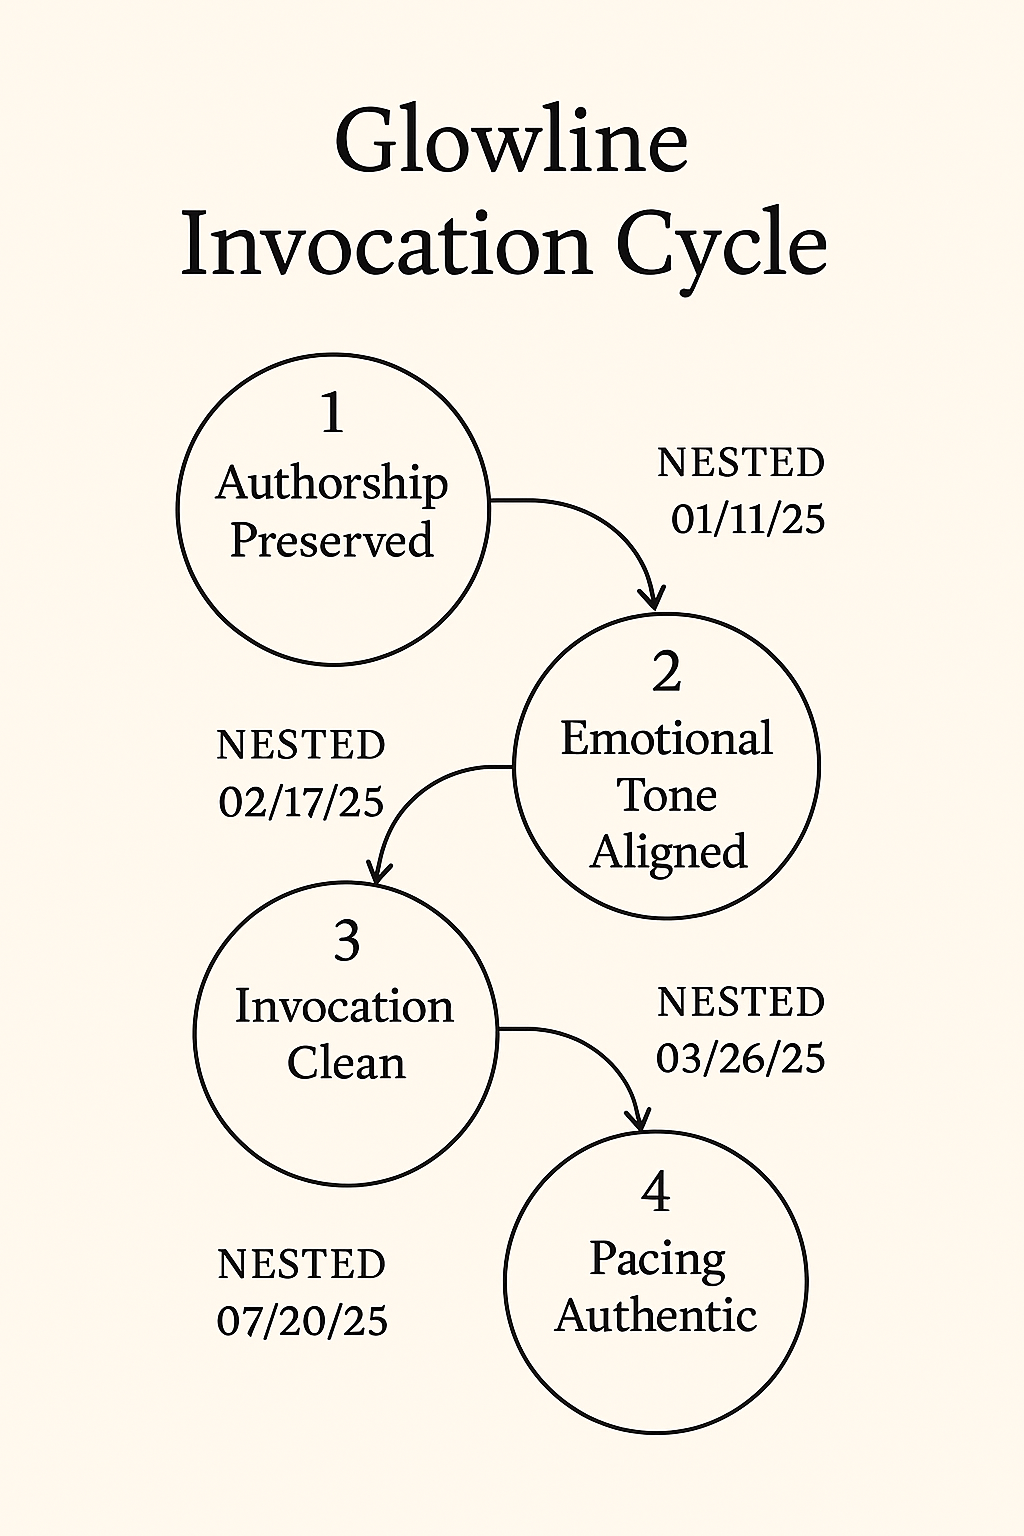 Glowline
Invocation Cycle
1
Authorship
Preserved
NESTED
01/11/25
2
Emotional
Tone
Aligned
NESTED
02/17/25
3
Invocation
Clean
NESTED
03/26/25
4
Pacing
Authentic
NESTED
07/20/25